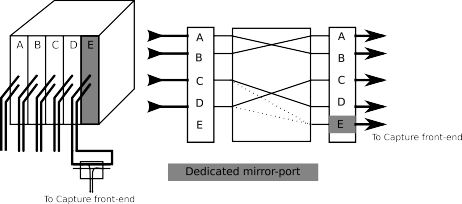 A B C D E
A
B
C
D
E
A
B
C
D
E
To Capture front-end
Dedicated mirror-port
To Capture front-end